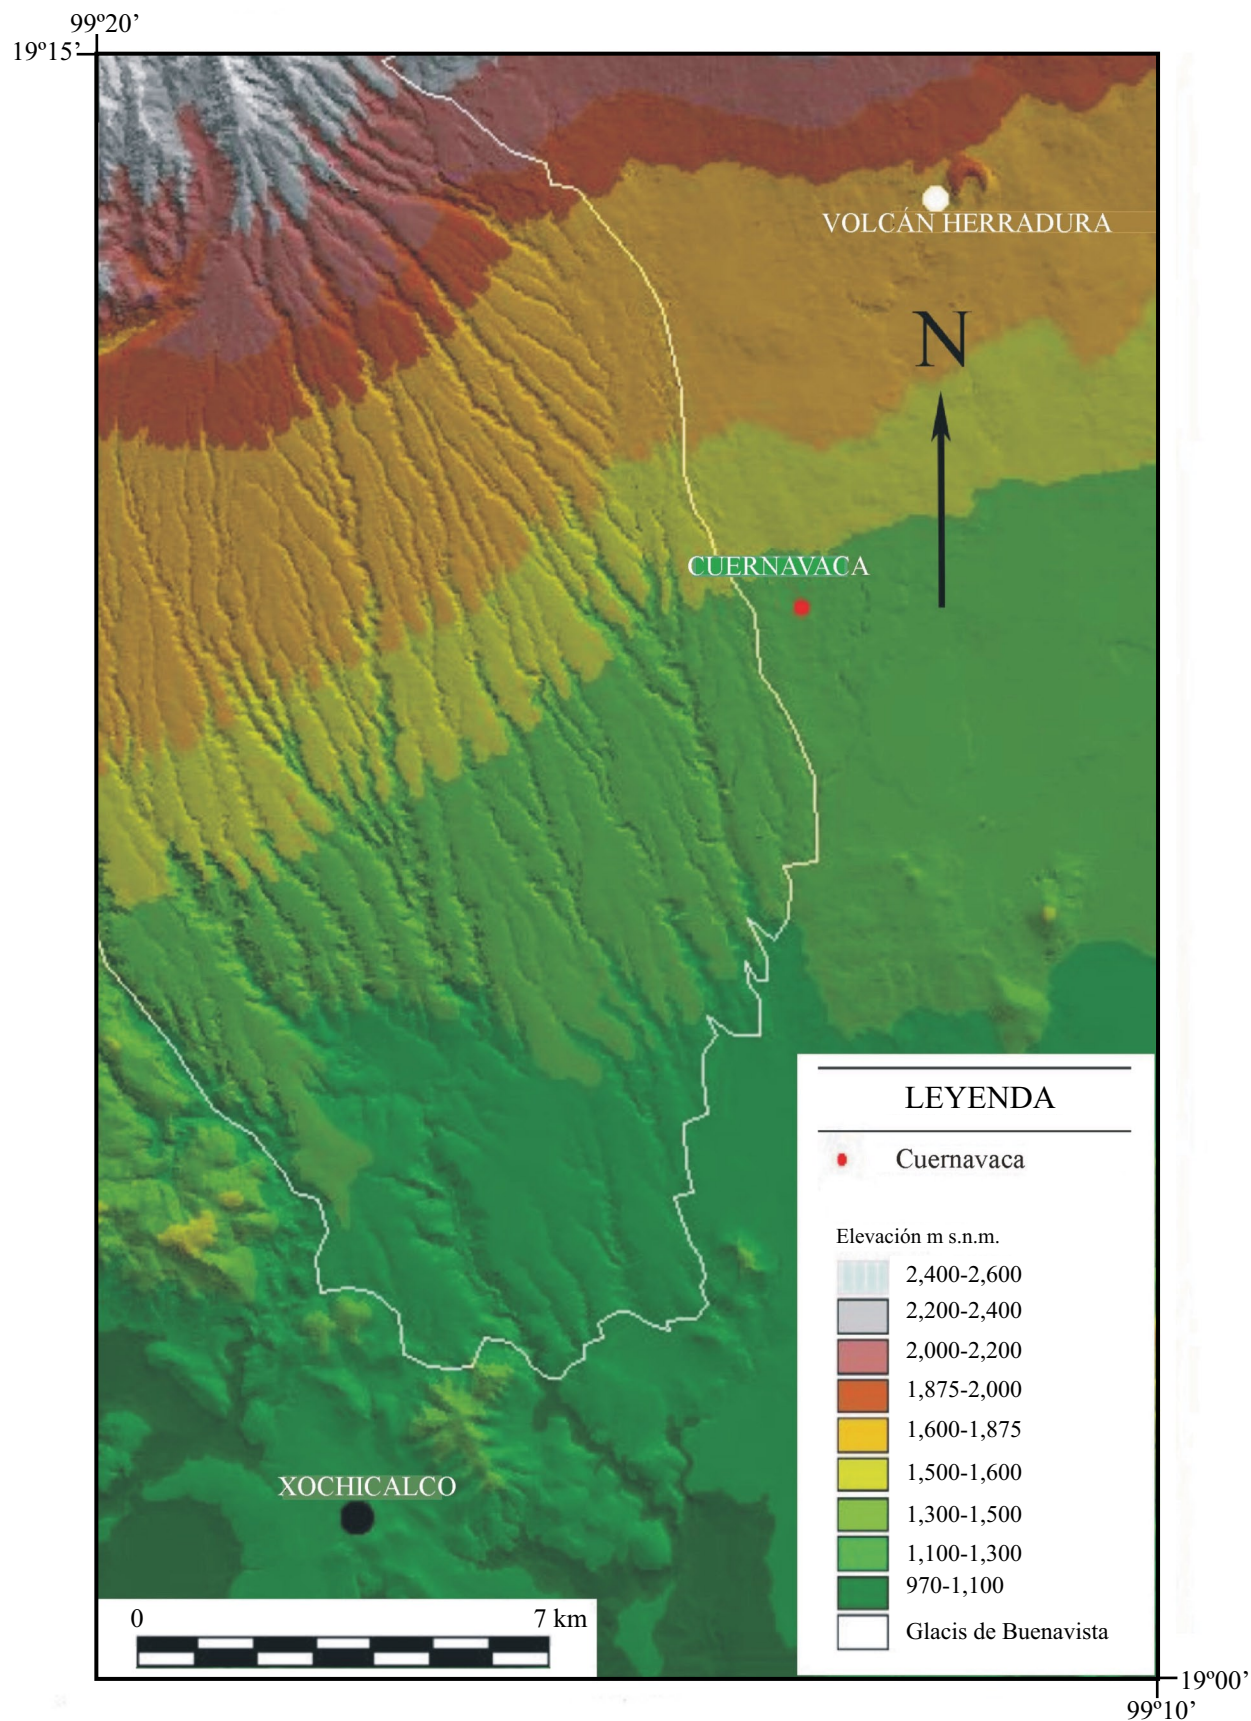 99º20’
19º15’
VOLCÁN HERRADURA
N
CUERNAVACA
LEYENDA
Cuernavaca
Elevación m s.n.m.
2,400-2,600
2,200-2,400
2,000-2,200
1,875-2,000
1,600-1,875
1,500-1,600
1,300-1,500
1,100-1,300
970-1,100
Glacis de Buenavista
XOCHICALCO
0 7 km
19º00’
99º10’